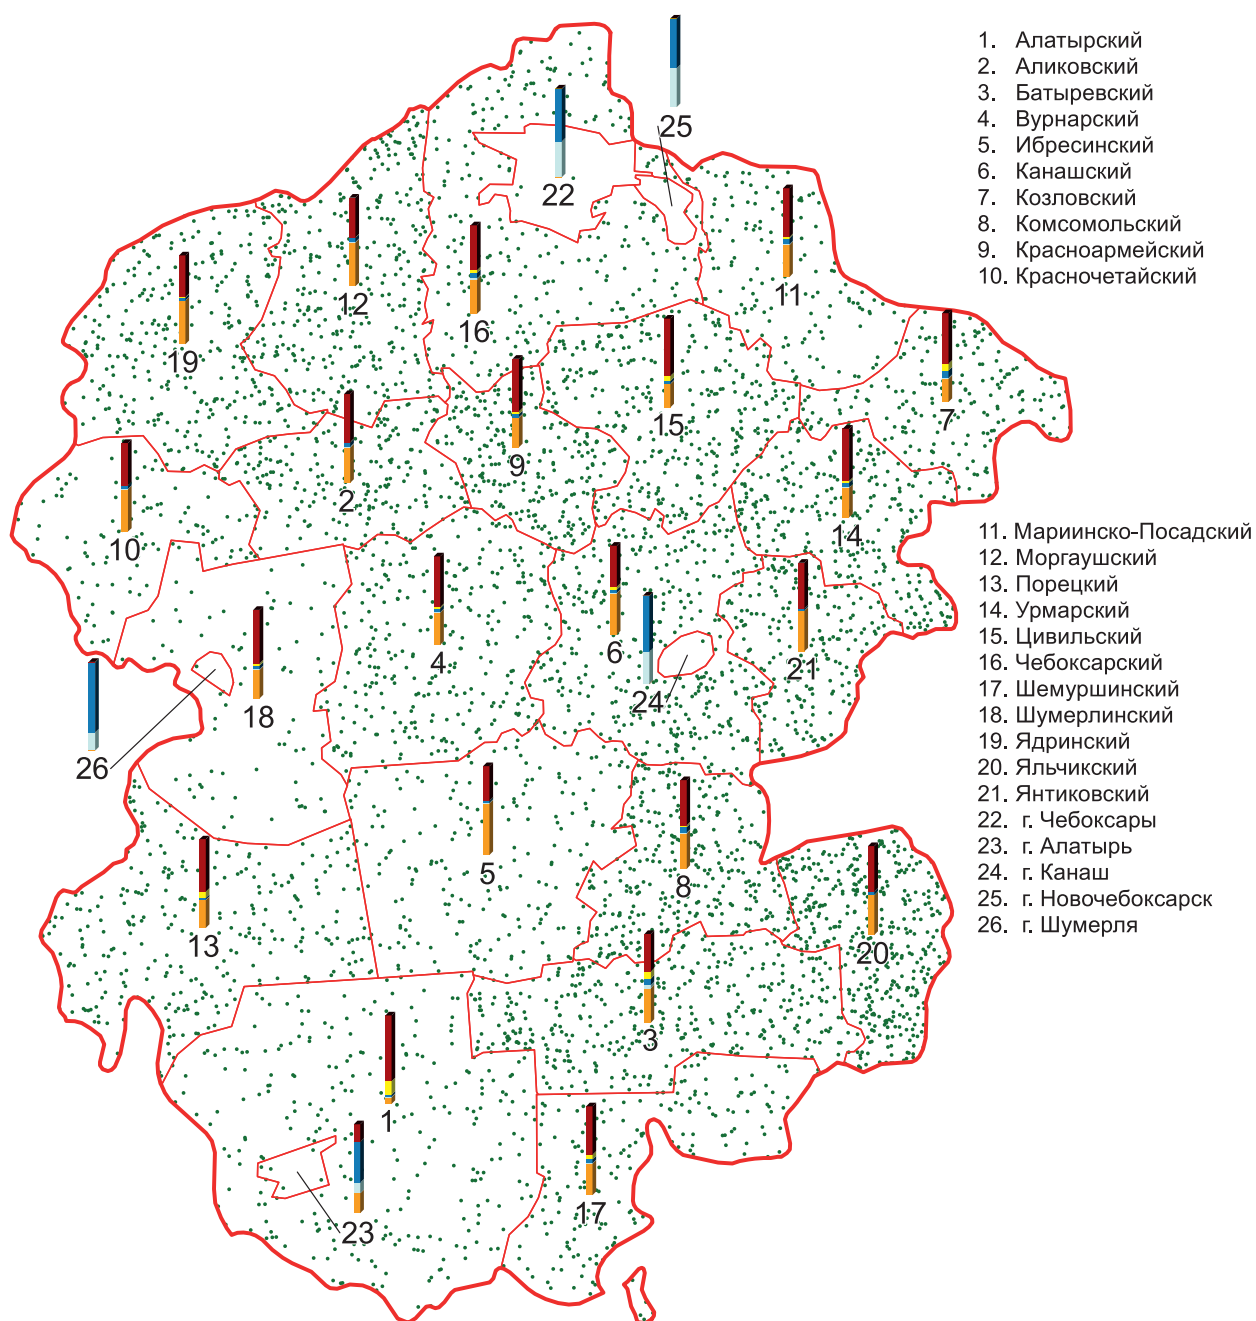 1. Алатырский
2. Аликовский
3. Батыревский
4. Вурнарский
5. Ибресинский
6. Канашский
7. Козловский
8. Комсомольский
9. Красноармейский
10. Красночетайский
25
22
12
16
11
19
7
15
2
9
10
14
11. Мариинско-Посадский
12. Моргаушский
13. Порецкий
14. Урмарский
15. Цивильский
16. Чебоксарский
17. Шемуршинский
18. Шумерлинский
19. Ядринский
20. Яльчикский
21. Янтиковский
22. г. Чебоксары
23. г. Алатырь
24. г. Канаш
25. г. Новочебоксарск
26. г. Шумерля
4
6
21
24
18
26
5
8
13
20
3
1
17
23